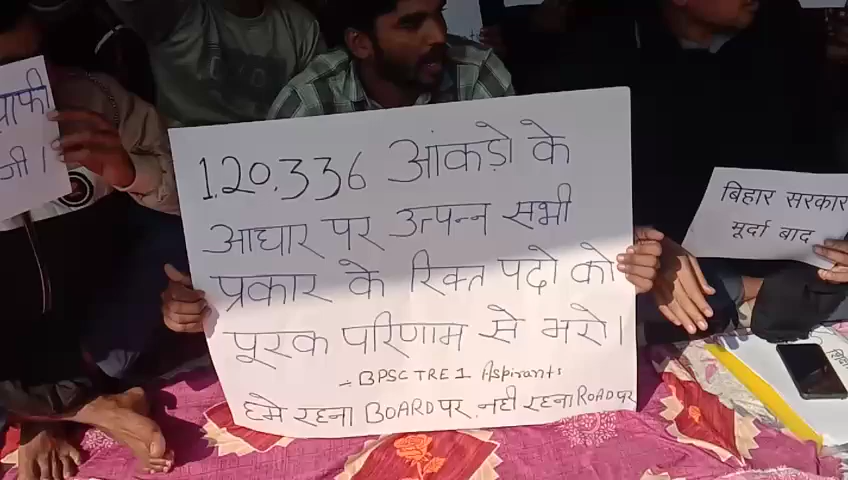 1,20,336 आंकड़ो के
आधार पर उत्पन्न सभी
प्रकार के रिक्त पदो को
पूरक परिणाम से भरो।
- BPSC TRE 1 Aspirants
हमे रहना BOARD पर, नही रहना ROAD पर
बिहार सरकार
मूर्दा बाद